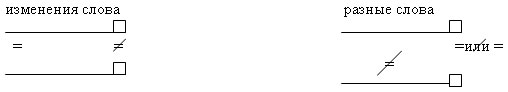 изменения слова разные слова
= ≠ =или =
≠